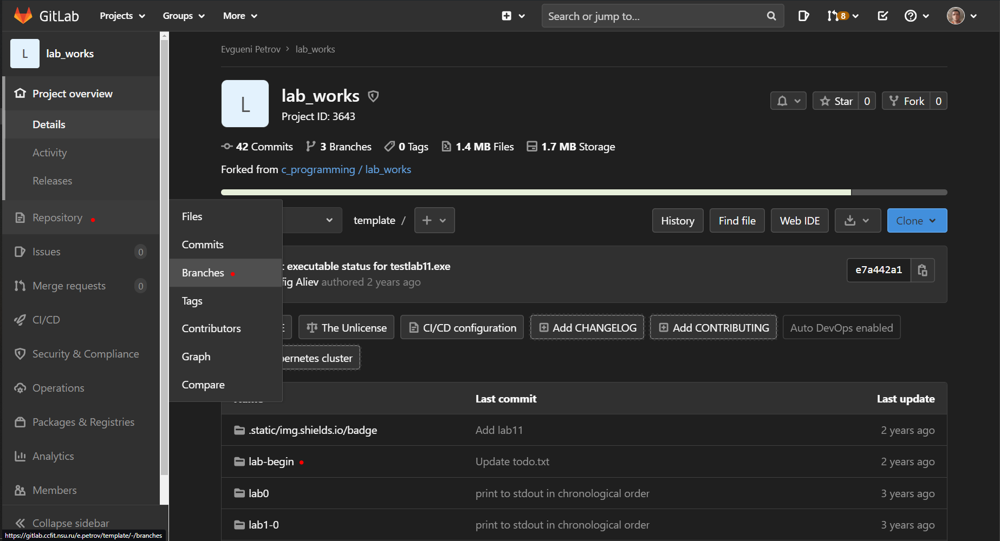 GitLab Projects Groups More Search or jump to... 8
L lab_works
Project overview
Details
Activity
Releases
Repository
Issues 0
Merge requests 0
CI/CD
Security & Compliance
Operations
Packages & Registries
Analytics
Members
Collapse sidebar
https://gitlab.ccfit.nsu.ru/e.petrov/template/-/branches
Files
Commits
Branches
Tags
Contributors
Graph
Compare
Evgueni Petrov > lab_works
L
lab_works
Project ID: 3643
Star 0 Fork 0
42 Commits 3 Branches 0 Tags 1.4 MB Files 1.7 MB Storage
Forked from c_programming / lab_works
template / + History Find file Web IDE Clone
executable status for testlab11.exe
fig Aliev authored 2 years ago
e7a442a1
The Unlicense CI/CD configuration Add CHANGELOG Add CONTRIBUTING Auto DevOps enabled
bernetes cluster
Name Last commit Last update
.static/img.shields.io/badge Add lab11 2 years ago
lab-begin Update todo.txt 2 years ago
lab0 print to stdout in chronological order 3 years ago
lab1-0 print to stdout in chronological order 3 years ago